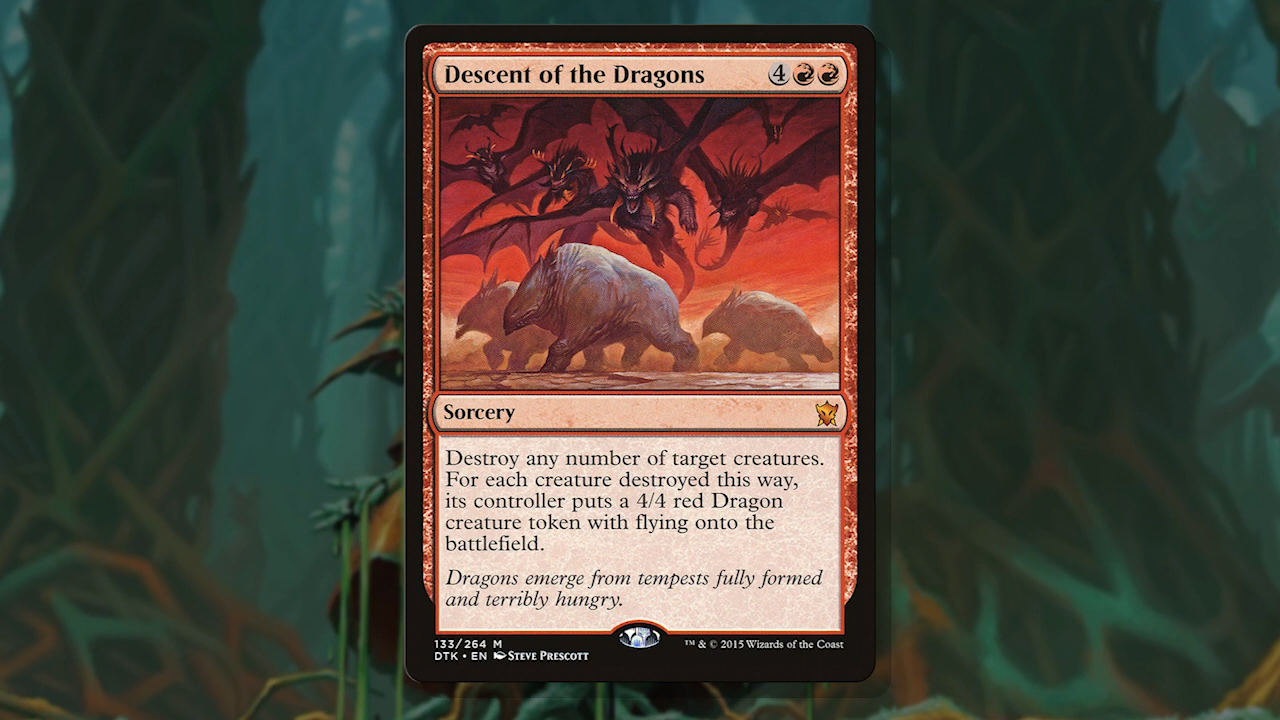 Descent of the Dragons 4
Sorcery
Destroy any number of target creatures.
For each creature destroyed this way,
its controller puts a 4/4 red Dragon
creature token with flying onto the
battlefield.
Dragons emerge from tempests fully formed
and terribly hungry.
133/264 M
™ & © 2015 Wizards of the Coast
DTK • EN Steve Prescott